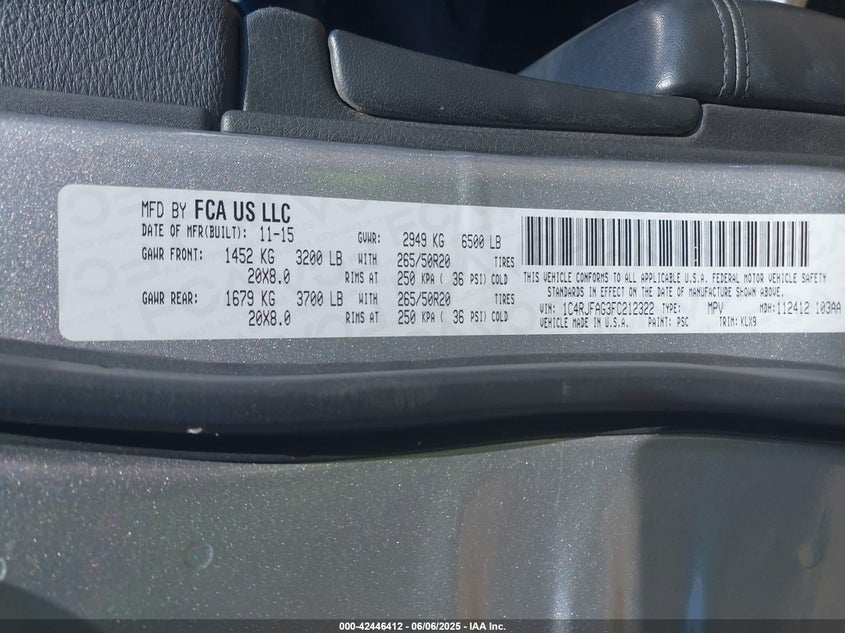 MFD BY FCA US LLC
DATE OF MFR(BUILT): 11-15 GVWR: 2949 KG 6500 LB
GAWR FRONT: 1452 KG 3200 LB WITH 265/50R20 TIRES
20X8.0 RIMS AT 250 KPA ( 36 PSI) COLD
GAWR REAR: 1679 KG 3700 LB WITH 265/50R20 TIRES
20X8.0 RIMS AT 250 KPA ( 36 PSI) COLD
THIS VEHICLE CONFORMS TO ALL APPLICABLE U.S.A. FEDERAL MOTOR VEHICLE SAFETY
STANDARDS IN EFFECT ON THE DATE OF MANUFACTURE SHOWN ABOVE.
VIN: 1C4RJFAG3FC212322 TYPE: MPV MDH: 112412 103AA
VEHICLE MADE IN U.S.A. PAINT: PSC TRIM: KLX9
000-42446412 - 06/06/2025 - IAA Inc.